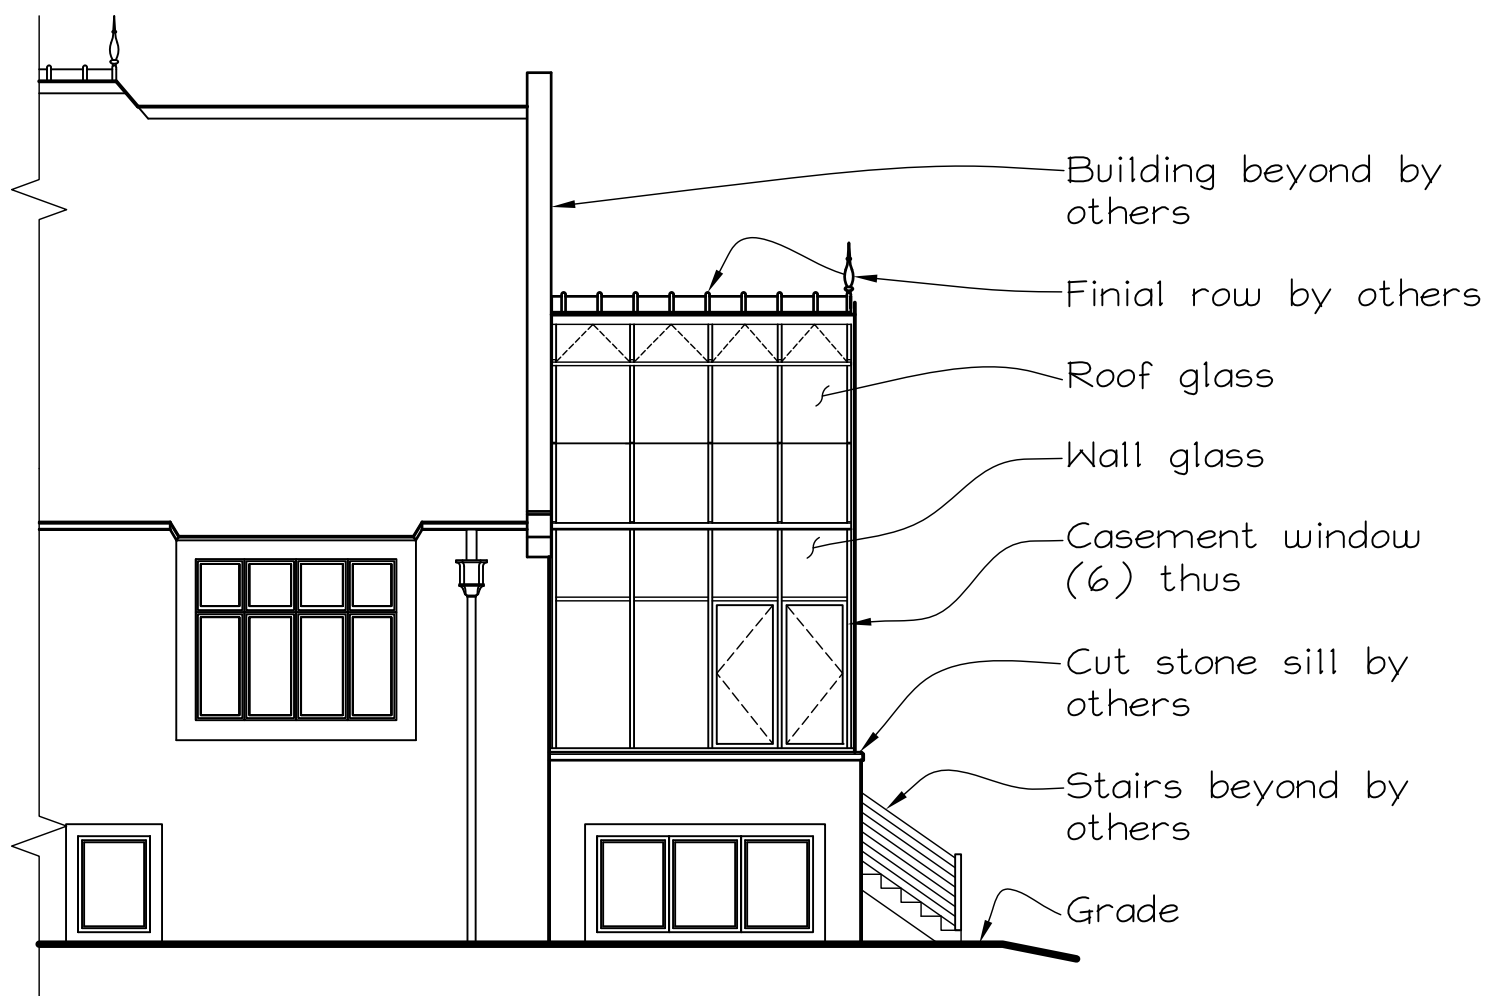 Building beyond by
others
Finial row by others
Roof glass
Wall glass
Casement window
(6) thus
Cut stone sill by
others
Stairs beyond by
others
Grade